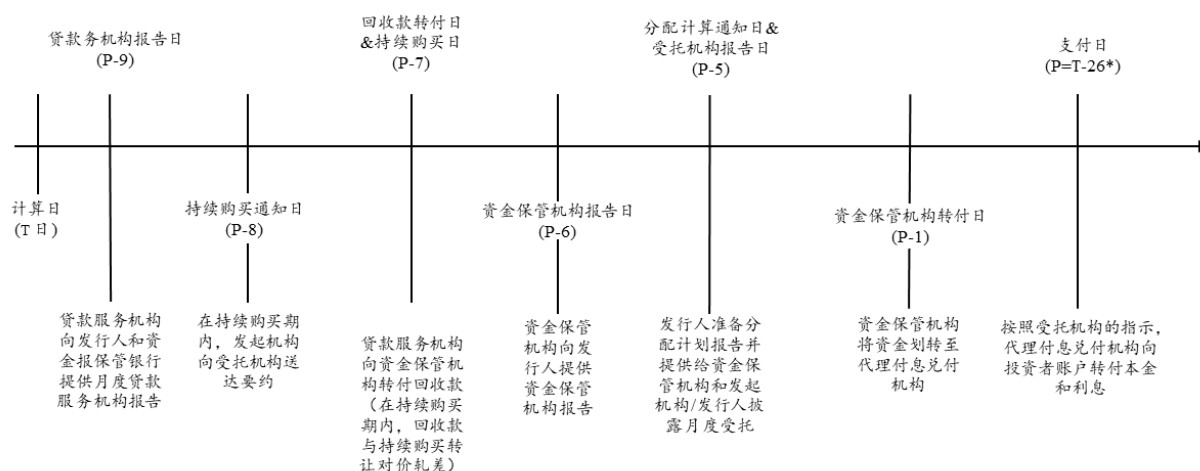 贷款务机构报告日
(P-9)
回收款转付日
&持续购买日
(P-7)
分配计算通知日&
受托机构报告日
(P-5)
支付日
(P=T-26*)
计算日
(T 日)
持续购买通知日
(P-8)
资金保管机构报告日
(P-6)
资金保管机构转付日
(P-1)
贷款服务机构
向发行人和资
金报保管银行
提供月度贷款
服务机构报告
在持续购买期
内，发起机构
向受托机构送
达要约
贷款服务机构
向资金保管机
构转付回收款
（在持续购买
期内，回收款
与持续购买转
让对价轧差）
资金保管
机构向发
行人提供
资金保管
机构报告
发行人准备分
配计划报告并
提供给资金保
管机构和发起
机构/发行人披
露月度受托
资金保管机构
将资金划转至
代理付息兑付
机构
按照受托机构的指示，
代理付息兑付机构向
投资者账户转付本金
和利息